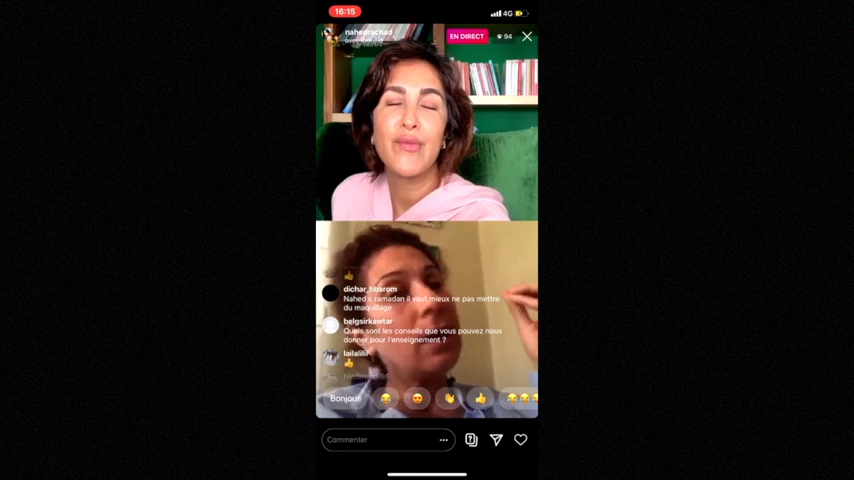 16:15
4G
nahedrachad
EN DIRECT
94
dichar_tibarom
Nahed c ramadan il vaut mieux ne pas mettre
du maquillage
belgsirkawtar
Quels sont les conseils que vous pouvez nous
donner pour l'enseignement ?
lailalilii
Bonjour
Commenter